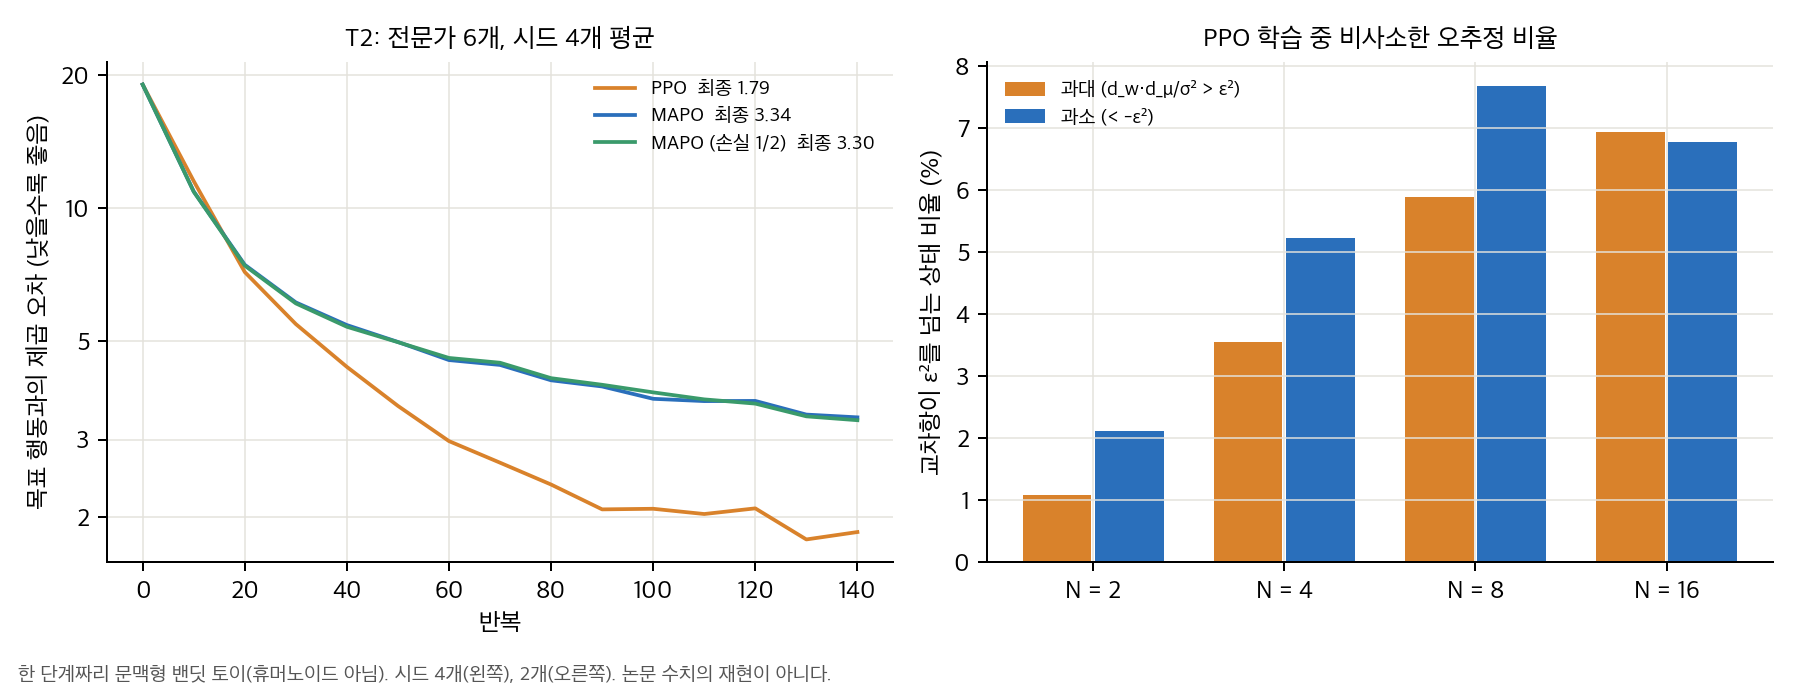 T2: 전문가 6개, 시드 4개 평균
목표 행동과의 제곱 오차 (낮을수록 좋음)
20
10
5
3
2
PPO 최종 1.79
MAPO 최종 3.34
MAPO (손실 1/2) 최종 3.30
0 20 40 60 80 100 120 140
반복
PPO 학습 중 비사소한 오추정 비율
교차항이 ε²를 넘는 상태 비율 (%)
8
7
6
5
4
3
2
1
0
과대 (d_w·d_μ/σ² > ε²)
과소 (< -ε²)
N = 2 N = 4 N = 8 N = 16
한 단계짜리 문맥형 밴딧 토이(휴머노이드 아님). 시드 4개(왼쪽), 2개(오른쪽). 논문 수치의 재현이 아니다.